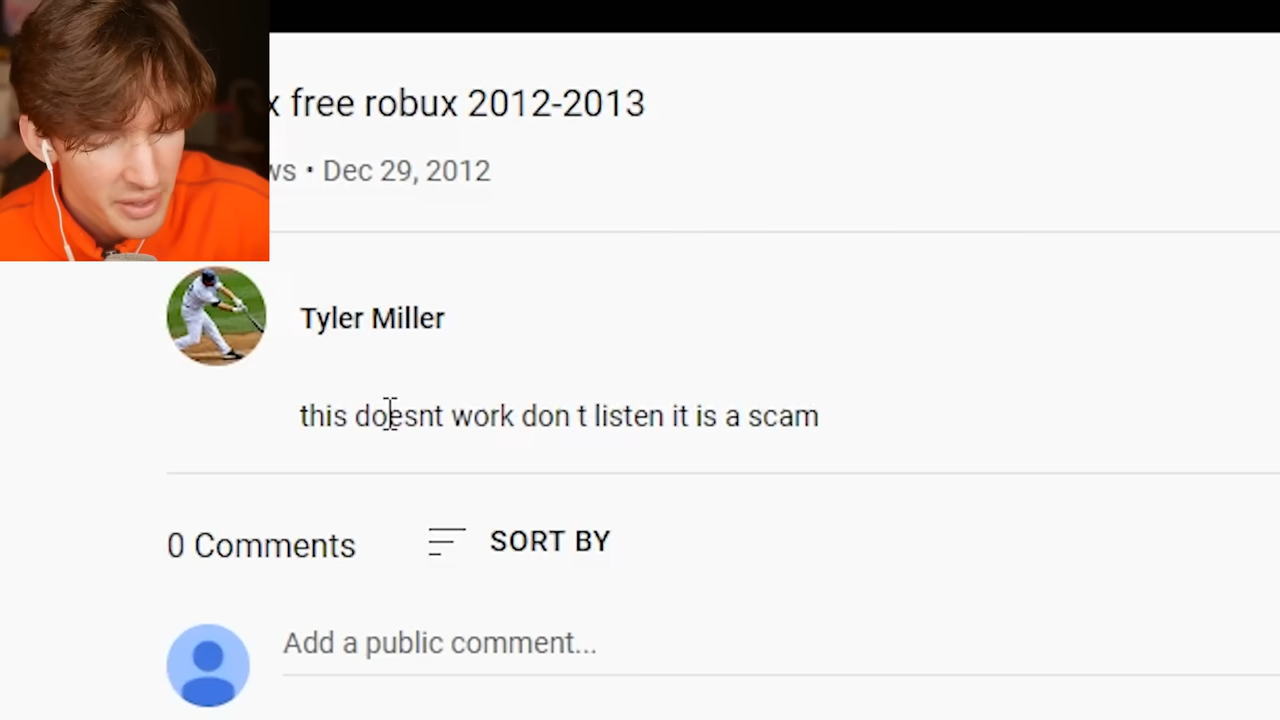 free robux 2012-2013
• Dec 29, 2012
Tyler Miller
this doesnt work don t listen it is a scam
0 Comments
SORT BY
Add a public comment...